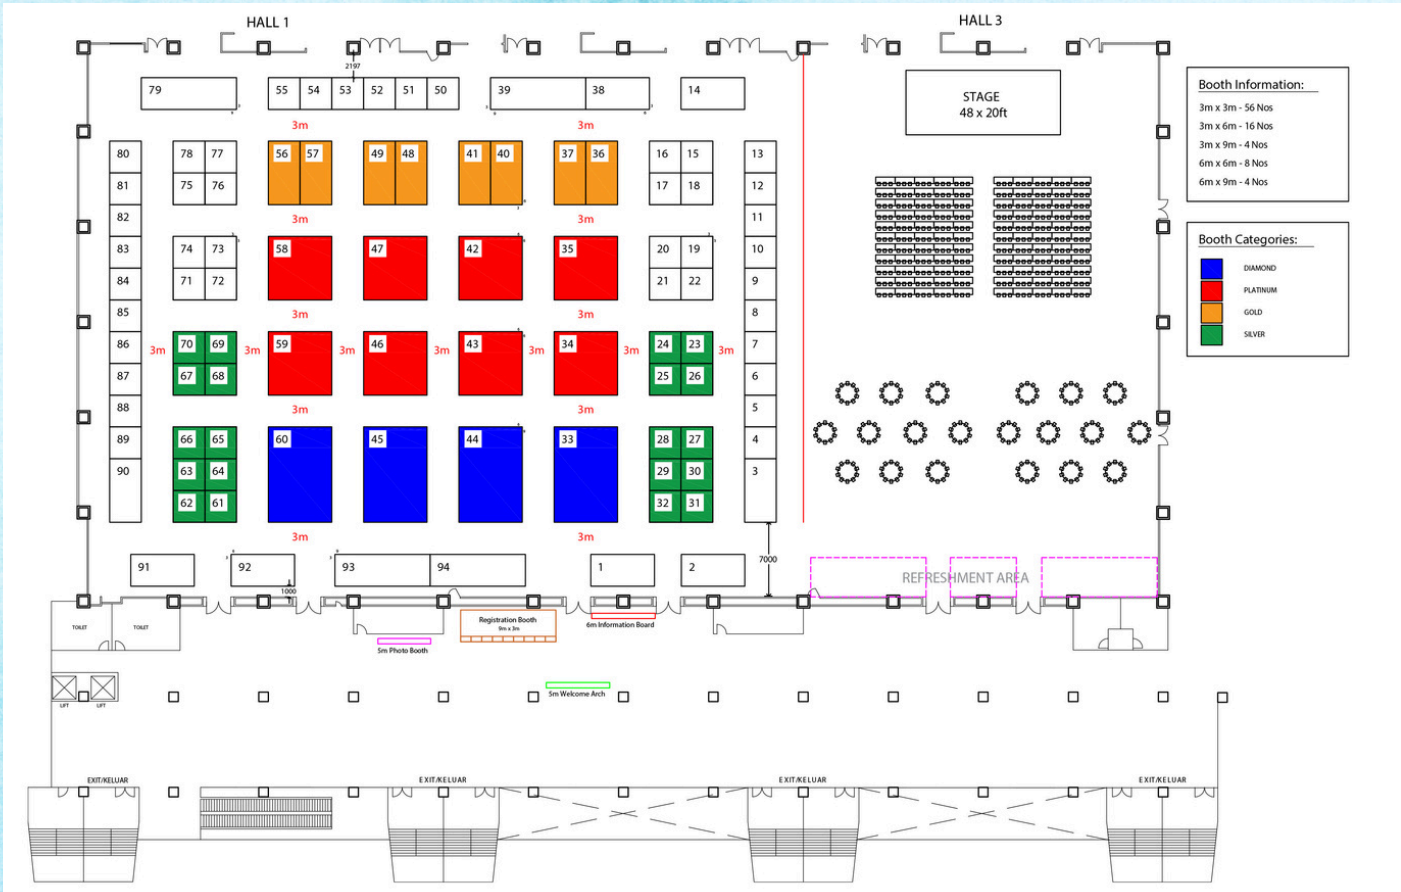 HALL 1
HALL 3
2197
79
55 54 53 52 51 50
39 38
14
STAGE
48 x 20ft
Booth Information:
3m x 3m - 56 Nos
3m x 6m - 16 Nos
3m x 9m - 4 Nos
6m x 6m - 8 Nos
6m x 9m - 4 Nos
3m 3m
80 78 77 56 57 49 48 41 40 37 36 16 15 13
81 75 76 17 18 12
82 3m 3m 11
83 74 73 58 47 42 35 20 19 10
84 71 72 21 22 9
85 3m 3m 8
86 3m 70 69 3m 59 3m 46 3m 43 3m 34 3m 24 23 3m 7
87 67 68 25 26 6
88 3m 3m 5
89 66 65 60 45 44 33 28 27 4
90 63 64 29 30 3
62 61 32 31
3m 3m
Booth Categories:
DIAMOND
PLATINUM
GOLD
SILVER
91 92 93 94 1 2
7000
1000
REFRESHMENT AREA
TOILET TOILET
Registration Booth
9m x 3m
6m Information Board
5m Photo Booth
5m Welcome Arch
LIFT LIFT
EXIT/KELUAR EXIT/KELUAR EXIT/KELUAR EXIT/KELUAR